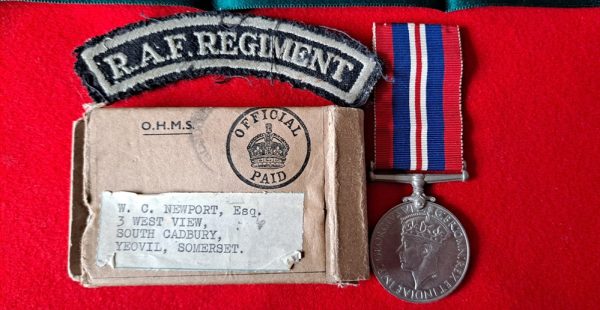 R.A.F. REGIMENT
O.H.M.S.
OFFICIAL
PAID
W. C. NEWPORT, Esq.
3 WEST VIEW,
SOUTH CADBURY,
YEOVIL, SOMERSET.